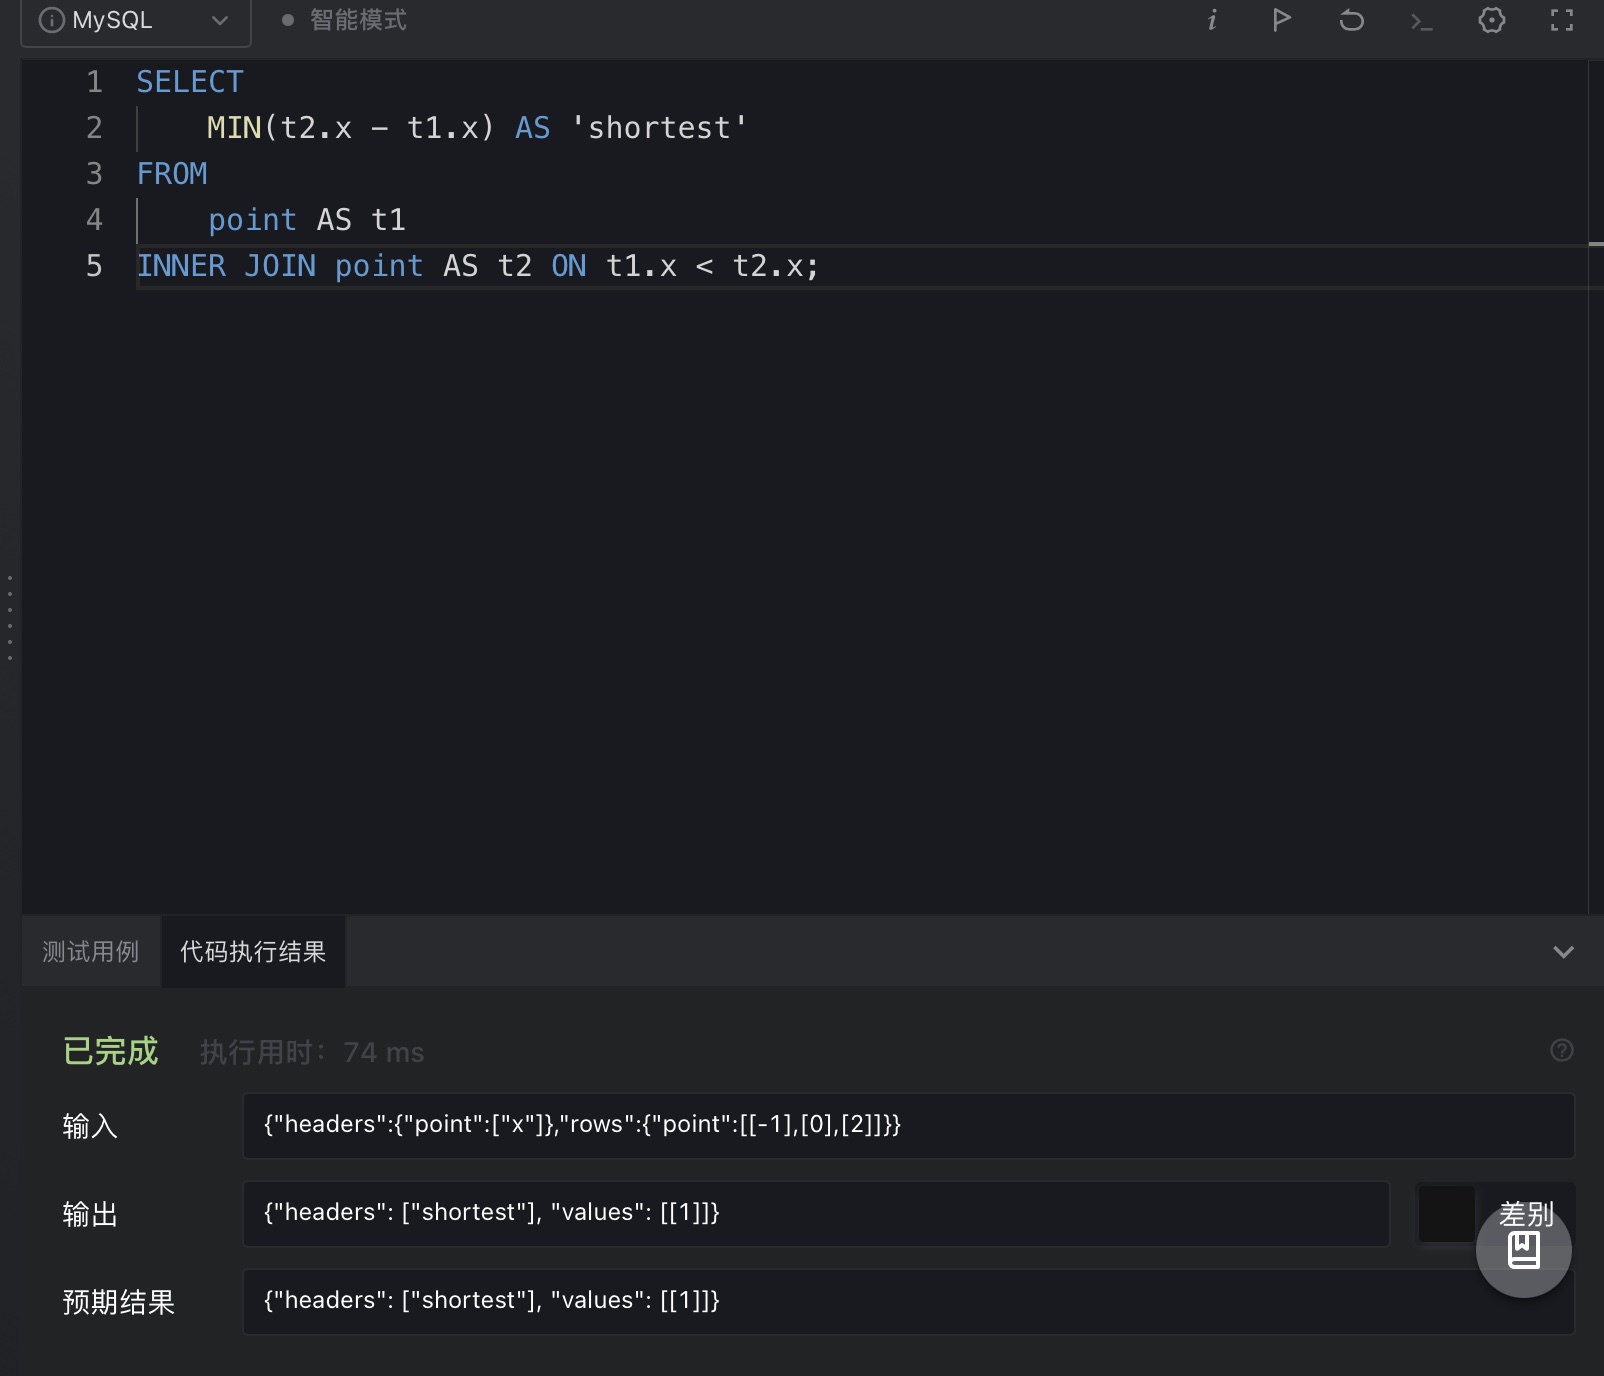 MySQL
智能模式
1 SELECT
2     MIN(t2.x - t1.x) AS 'shortest'
3 FROM
4     point AS t1
5 INNER JOIN point AS t2 ON t1.x < t2.x;
测试用例
代码执行结果
已完成 执行用时：74 ms
输入 {"headers":{"point":["x"]},"rows":{"point":[[-1],[0],[2]]}}
输出 {"headers": ["shortest"], "values": [[1]]}
差别
预期结果 {"headers": ["shortest"], "values": [[1]]}